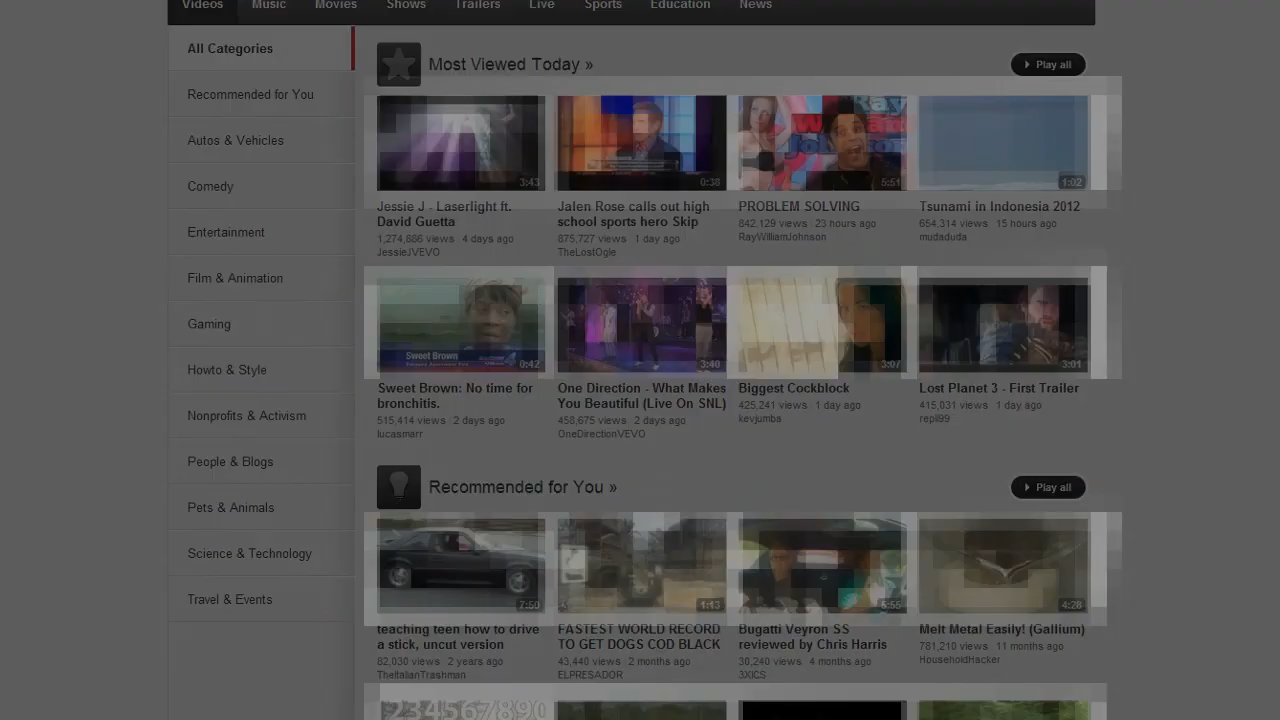 Videos Music Movies Shows Trailers Live Sports Education News
All Categories
Recommended for You
Autos & Vehicles
Comedy
Entertainment
Film & Animation
Gaming
Howto & Style
Nonprofits & Activism
People & Blogs
Pets & Animals
Science & Technology
Travel & Events
Most Viewed Today »
Play all
3:43
Jessie J - Laserlight ft.
David Guetta
1,274,866 views 4 days ago
JessieJVEVO
0:38
Jalen Rose calls out high
school sports hero Skip
875,727 views 1 day ago
TheLostOgle
5:51
PROBLEM SOLVING
842,129 views 23 hours ago
RayWilliamJohnson
1:02
Tsunami in Indonesia 2012
654,314 views 15 hours ago
mudaduda
Sweet Brown
0:42
Sweet Brown: No time for
bronchitis.
515,414 views 2 days ago
lucasmarr
3:40
One Direction - What Makes
You Beautiful (Live On SNL)
458,675 views 2 days ago
OneDirectionVEVO
3:07
Biggest Cockblock
425,241 views 1 day ago
kevjumba
3:01
Lost Planet 3 - First Trailer
415,031 views 1 day ago
repll99
Recommended for You »
Play all
7:50
teaching teen how to drive
a stick, uncut version
82,030 views 2 years ago
TheItalianTrashman
1:13
FASTEST WORLD RECORD
TO GET DOGS COD BLACK
43,440 views 2 months ago
ELPRESADOR
5:55
Bugatti Veyron SS
reviewed by Chris Harris
30,240 views 4 months ago
3XICS
4:28
Melt Metal Easily! (Gallium)
781,210 views 11 months ago
HouseholdHacker
234567890